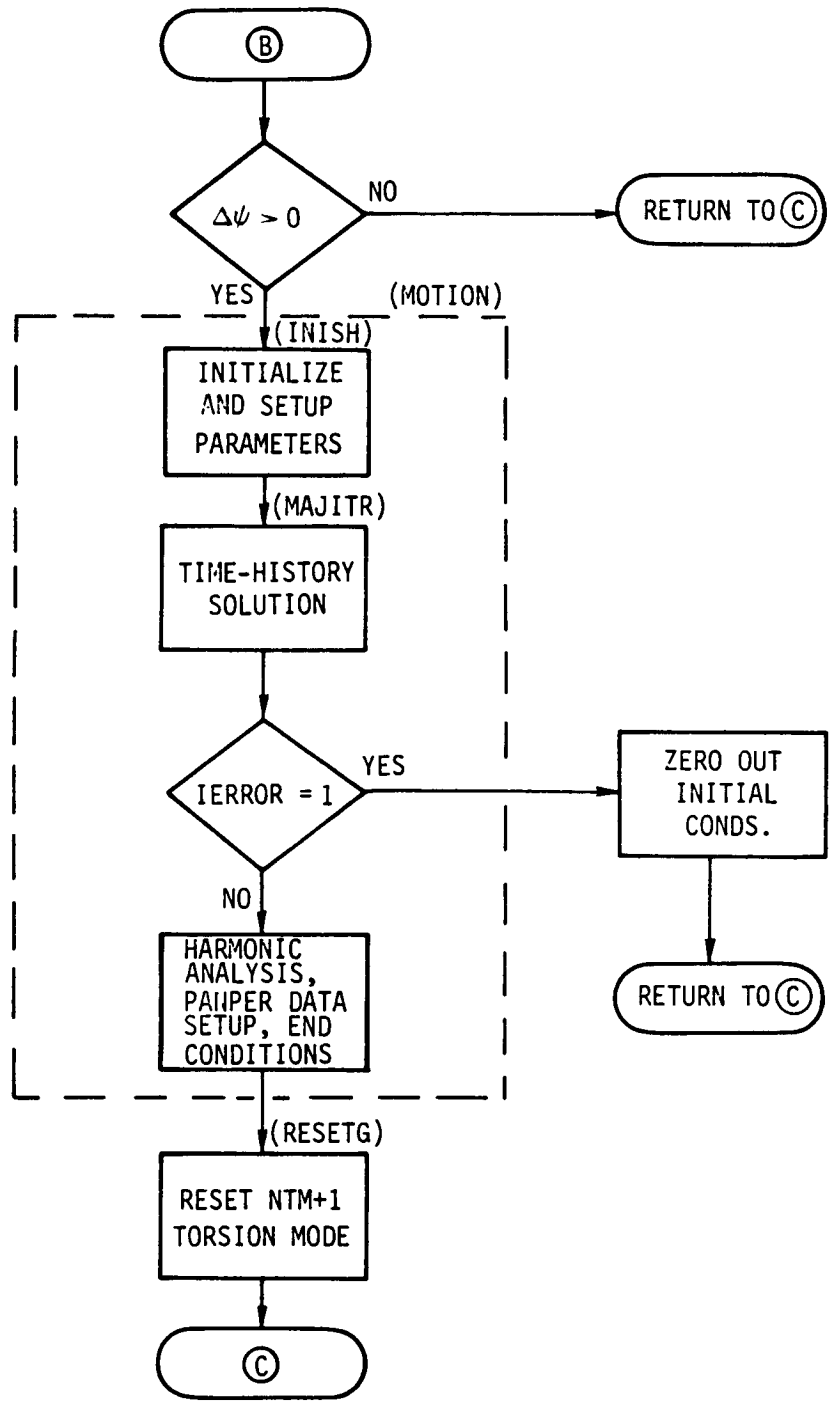 B
Δψ > 0
NO
RETURN TO C
YES
(MOTION)
(INISH)
INITIALIZE
AND SETUP
PARAMETERS
(MAJITR)
TIME-HISTORY
SOLUTION
IERROR = 1
YES
ZERO OUT
INITIAL
CONDS.
RETURN TO C
NO
HARMONIC
ANALYSIS,
DATA
SETUP, END
CONDITIONS
(RESETG)
RESET NTM+1
TORSION MODE
C